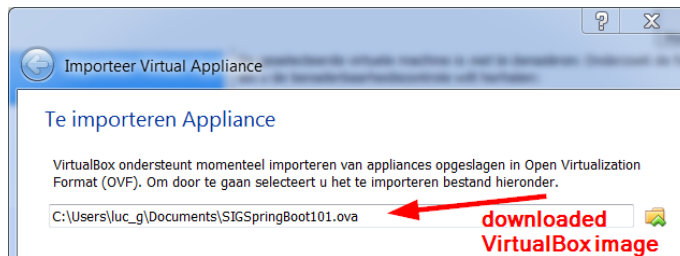 Importeer Virtual Appliance
Te importeren Appliance
VirtualBox ondersteunt momenteel importeren van appliances opgeslagen in Open Virtualization
Format (OVF). Om door te gaan selecteert u het te importeren bestand hieronder.
C:\Users\luc_g\Documents\SIGSpringBoot101.ova
downloaded
VirtualBox image